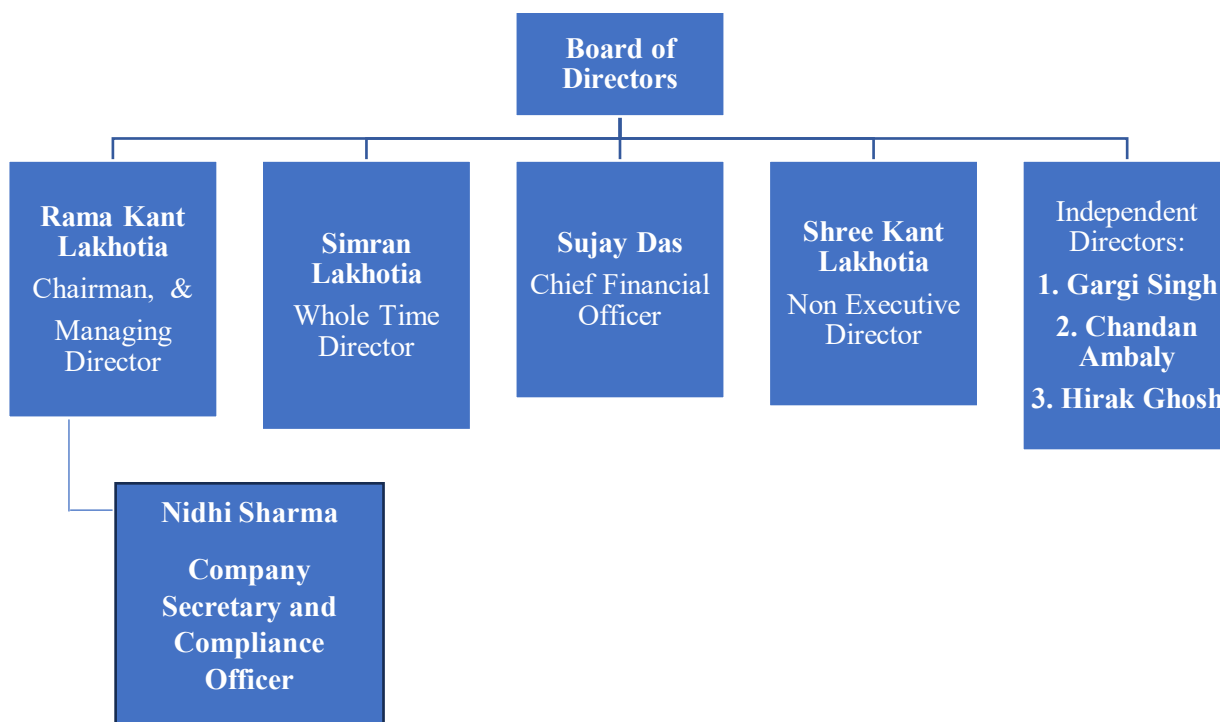 Board of
Directors
Rama Kant
Lakhotia
Chairman, &
Managing
Director
Simran
Lakhotia
Whole Time
Director
Sujay Das
Chief Financial
Officer
Shree Kant
Lakhotia
Non Executive
Director
Independent
Directors:
1. Gargi Singh
2. Chandan
Ambaly
3. Hirak Ghosh
Nidhi Sharma
Company
Secretary and
Compliance
Officer